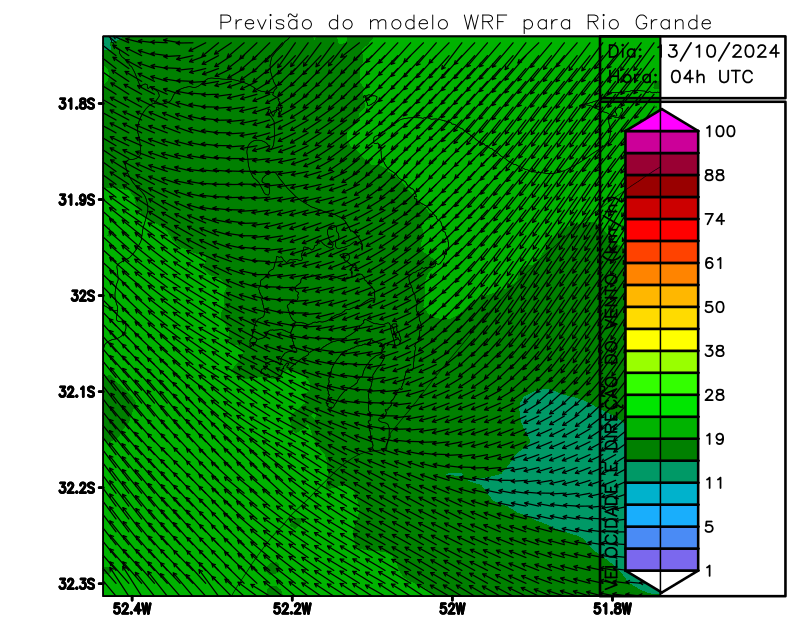 Previsão do modelo WRF para Rio Grande
Dia: 13/10/2024
Hora: 04h UTC
VELOCIDADE E DIREÇÃO DO VENTO (km/h)
100
88
74
61
50
38
28
19
11
5
1
31.8S
31.9S
32S
32.1S
32.2S
32.3S
52.4W
52.2W
52W
51.8W